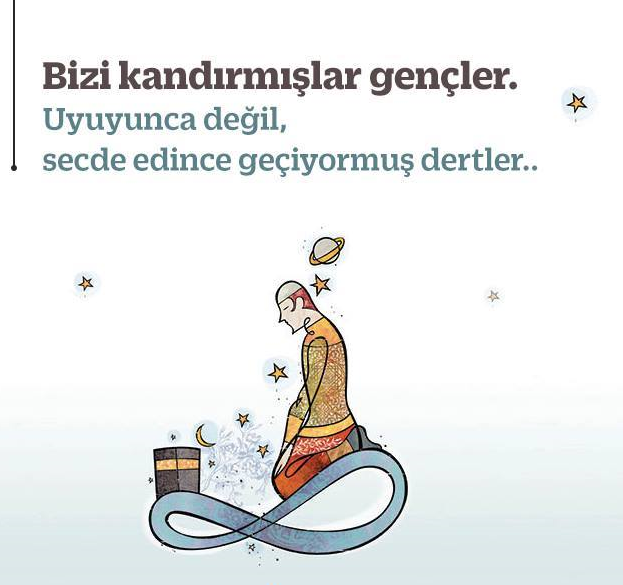 Bizi kandırmışlar gençler.
Uyuyunca değil,
secde edince geçiyormuş dertler..